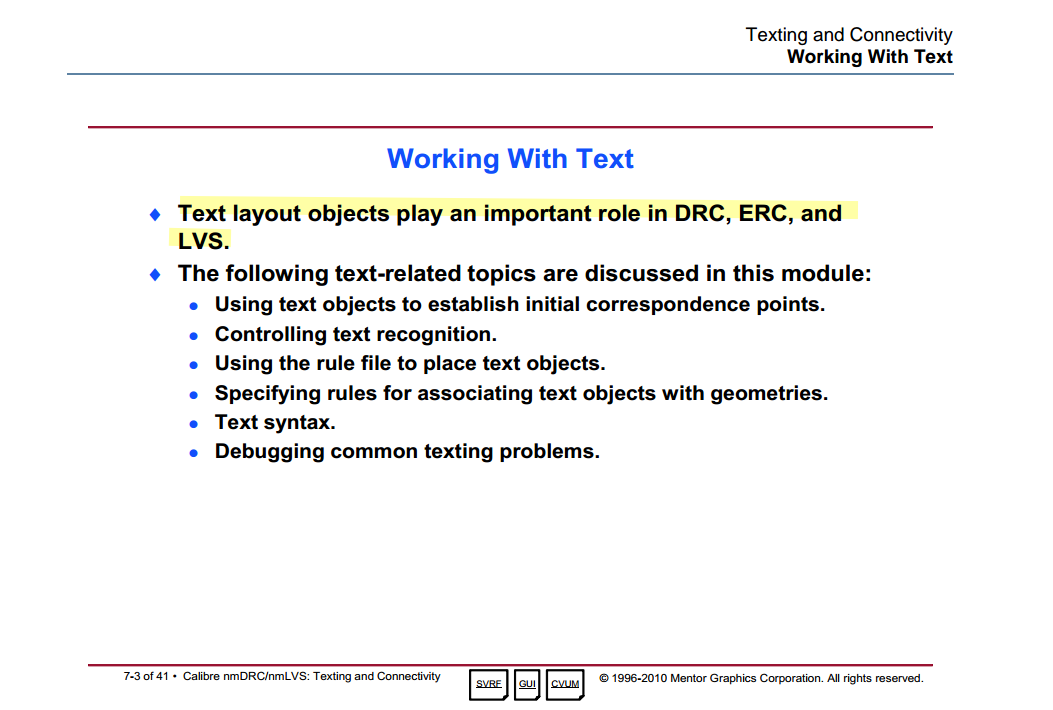 Texting and Connectivity
Working With Text
Working With Text
♦ Text layout objects play an important role in DRC, ERC, and
LVS.
♦ The following text-related topics are discussed in this module:
• Using text objects to establish initial correspondence points.
• Controlling text recognition.
• Using the rule file to place text objects.
• Specifying rules for associating text objects with geometries.
• Text syntax.
• Debugging common texting problems.
7-3 of 41 • Calibre nmDRC/nmLVS: Texting and Connectivity
SVRF GUI CVUM
© 1996-2010 Mentor Graphics Corporation. All rights reserved.